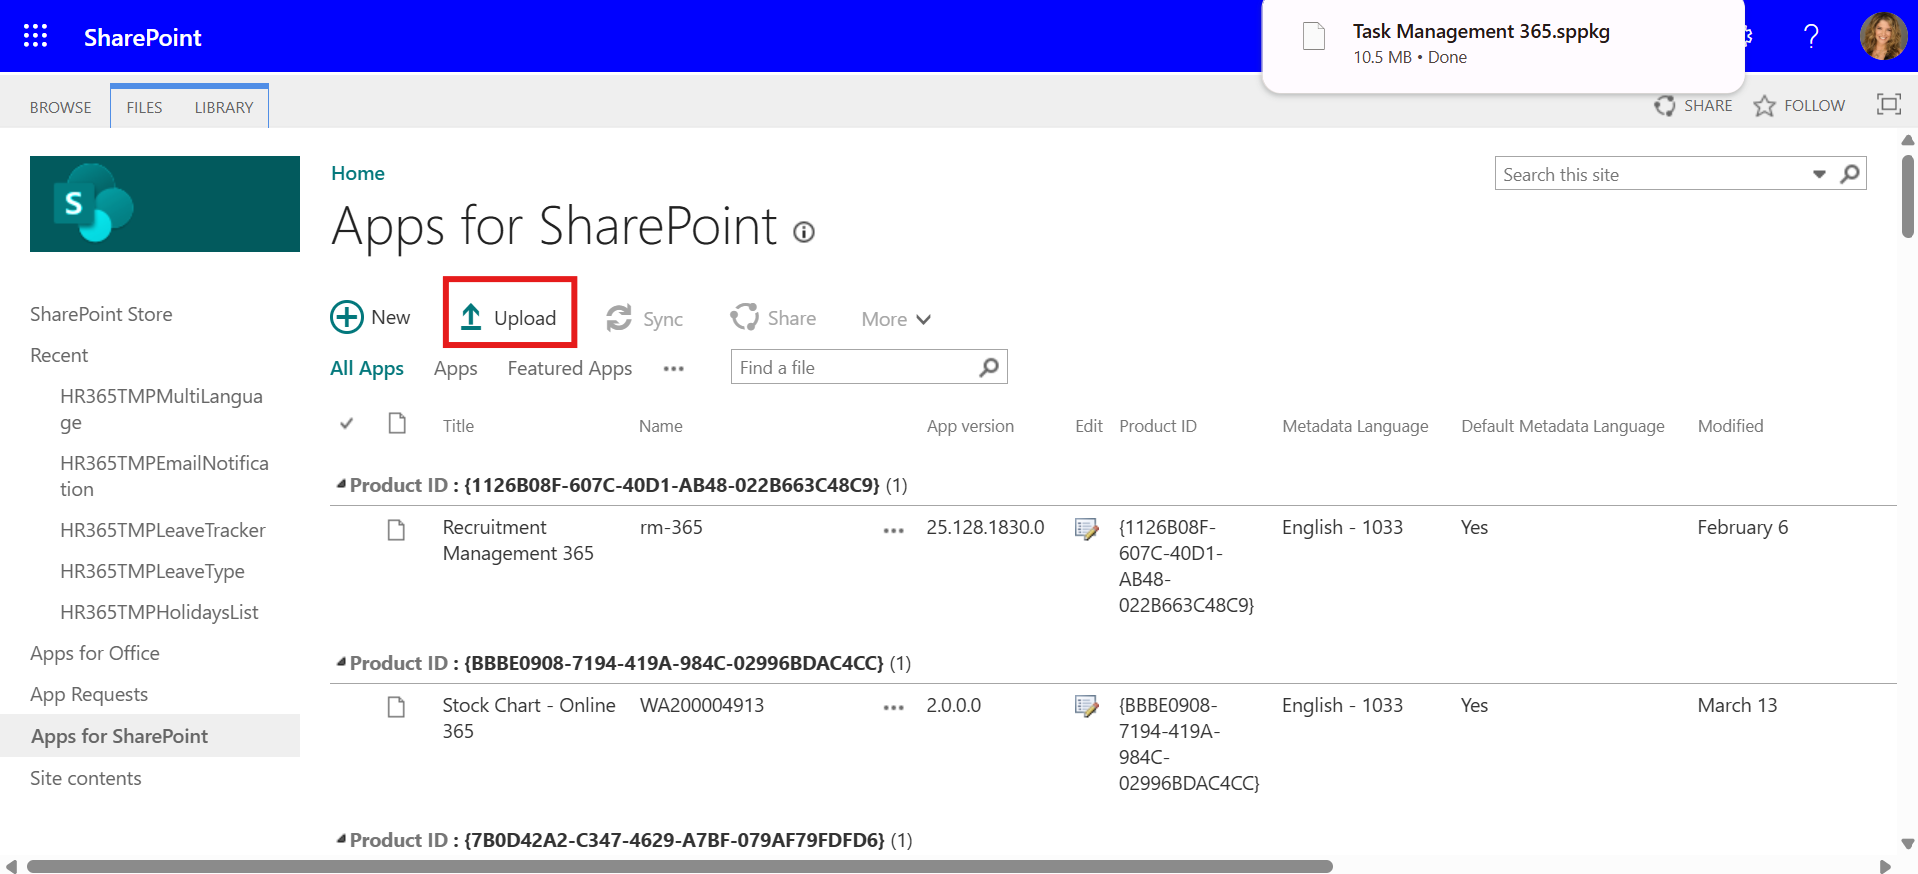 SharePoint
Task Management 365.sppkg
10.5 MB • Done
BROWSE FILES LIBRARY
SHARE FOLLOW
S
Home
Search this site
Apps for SharePoint
New Upload Sync Share More
All Apps Apps Featured Apps ••• Find a file
SharePoint Store
Recent
HR365TMPMultiLangua
ge
HR365TMPEmailNotifica
tion
HR365TMPLeaveTracker
HR365TMPLeaveType
HR365TMPHolidaysList
Apps for Office
App Requests
Apps for SharePoint
Site contents
Title Name App version Edit Product ID Metadata Language Default Metadata Language Modified
Product ID : {1126B08F-607C-40D1-AB48-022B663C48C9} (1)
Recruitment rm-365 ••• 25.128.1830.0 {1126B08F- English - 1033 Yes February 6
Management 365 607C-40D1-
AB48-
022B663C48C9}
Product ID : {BBBE0908-7194-419A-984C-02996BDAC4CC} (1)
Stock Chart - Online WA200004913 ••• 2.0.0.0 {BBBE0908- English - 1033 Yes March 13
365 7194-419A-
984C-
02996BDAC4CC}
Product ID : {7B0D42A2-C347-4629-A7BF-079AF79FDFD6} (1)